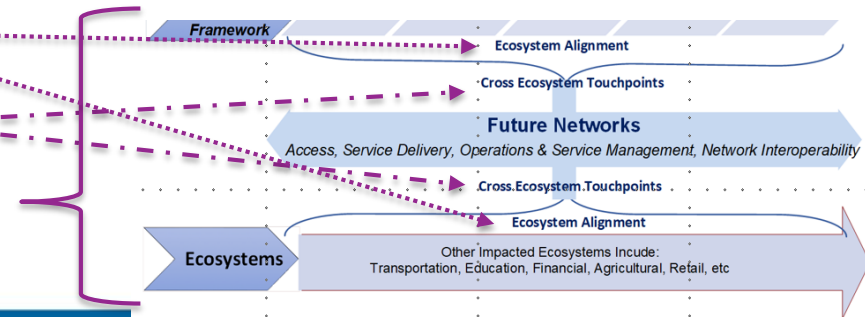 Framework
Ecosystem Alignment
Cross Ecosystem Touchpoints
Future Networks
Access, Service Delivery, Operations & Service Management, Network Interoperability
Cross Ecosystem Touchpoints
Ecosystem Alignment
Ecosystems
Other Impacted Ecosystems Incude:
Transportation, Education, Financial, Agricultural, Retail, etc